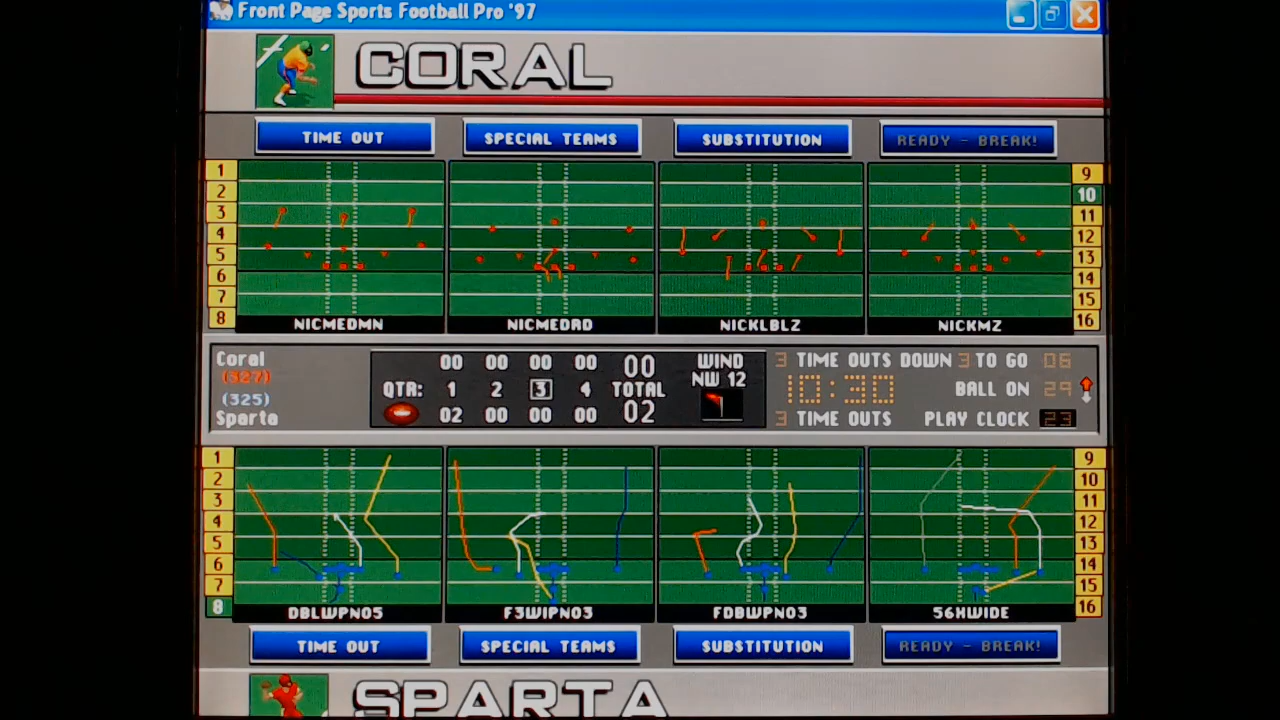 Front Page Sports Football Pro '97
CORAL
TIME OUT SPECIAL TEAMS SUBSTITUTION READY - BREAK!
1 9
2 10
3 11
4 12
5 13
6 14
7 15
8 16
NICMEDMN NICMEDRD NICKLBLZ NICKMZ
Coral 00 00 00 00 00 WIND 3 TIME OUTS DOWN 3 TO GO 06
(327) NW 12
QTR: 1 2 3 4 TOTAL 10:30 BALL ON 29
(325)
Sparta 02 00 00 00 02 3 TIME OUTS PLAY CLOCK 23
1 9
2 10
3 11
4 12
5 13
6 14
7 15
8 16
DBLWPN05 F3WIPN03 FDBWPN03 56HWIDE
TIME OUT SPECIAL TEAMS SUBSTITUTION READY - BREAK!
SPARTA